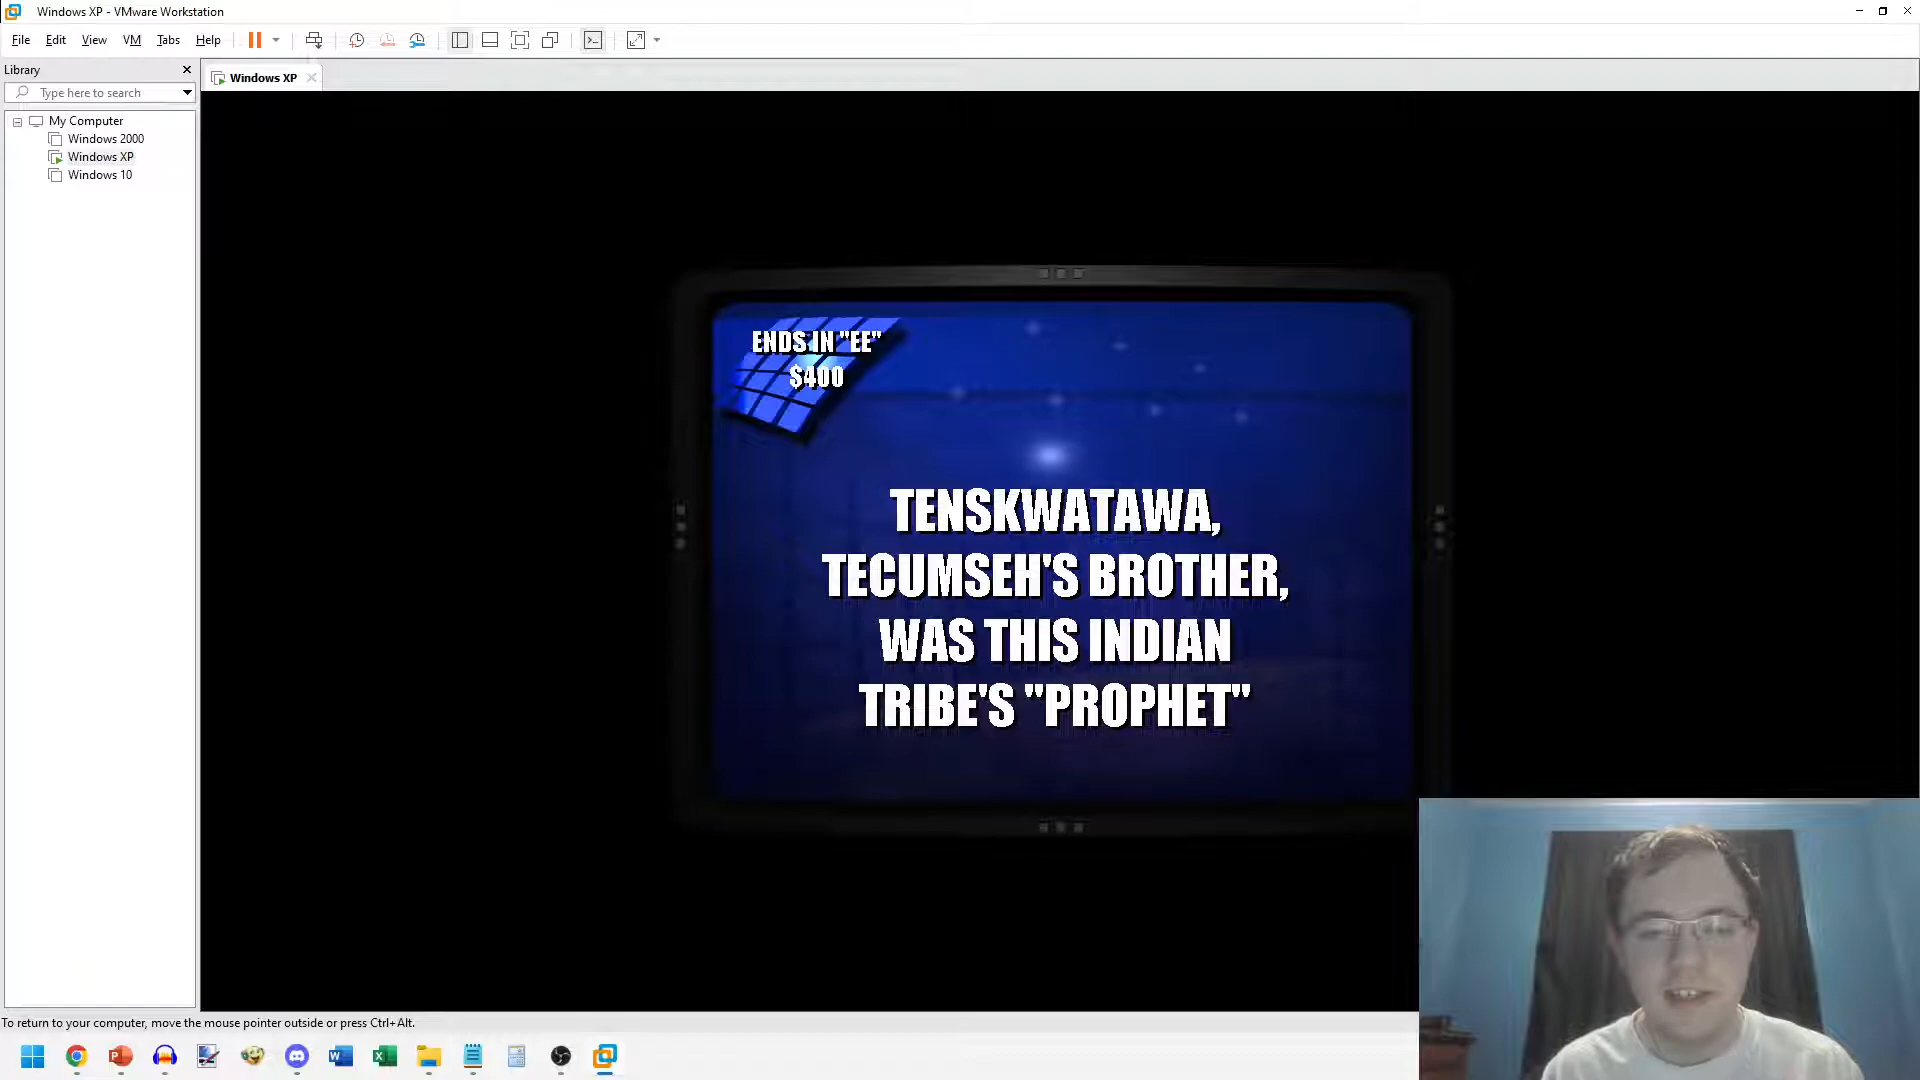 Windows XP - VMware Workstation
File Edit View VM Tabs Help
Library
Windows XP
Type here to search
My Computer
Windows 2000
Windows XP
Windows 10
ENDS IN "EE"
$400
TENSKWATAWA,
TECUMSEH'S BROTHER,
WAS THIS INDIAN
TRIBE'S "PROPHET"
To return to your computer, move the mouse pointer outside or press Ctrl+Alt.